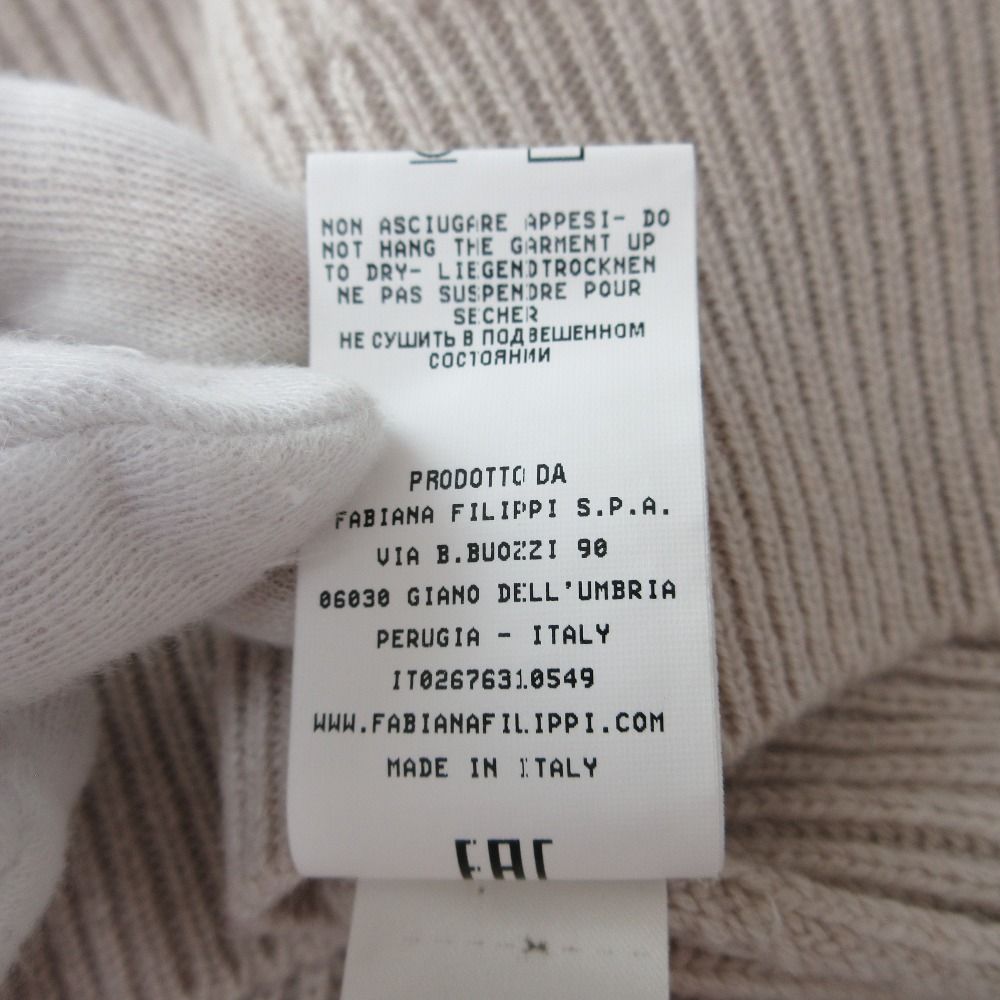 NON ASCIUGARE APPESI- DO
NOT HANG THE GARMENT UP
TO DRY- LIEGENDTROCKNEN
NE PAS SUSPENDRE POUR
SECHER
НЕ СУШИТЬ В ПОДВЕШЕННОМ
СОСТОЯНИИ
PRODOTTO DA
FABIANA FILIPPI S.P.A.
VIA B.BUOZZI 90
06030 GIANO DELL'UMBRIA
PERUGIA - ITALY
IT02676310549
WWW.FABIANAFILIPPI.COM
MADE IN ITALY
EAC